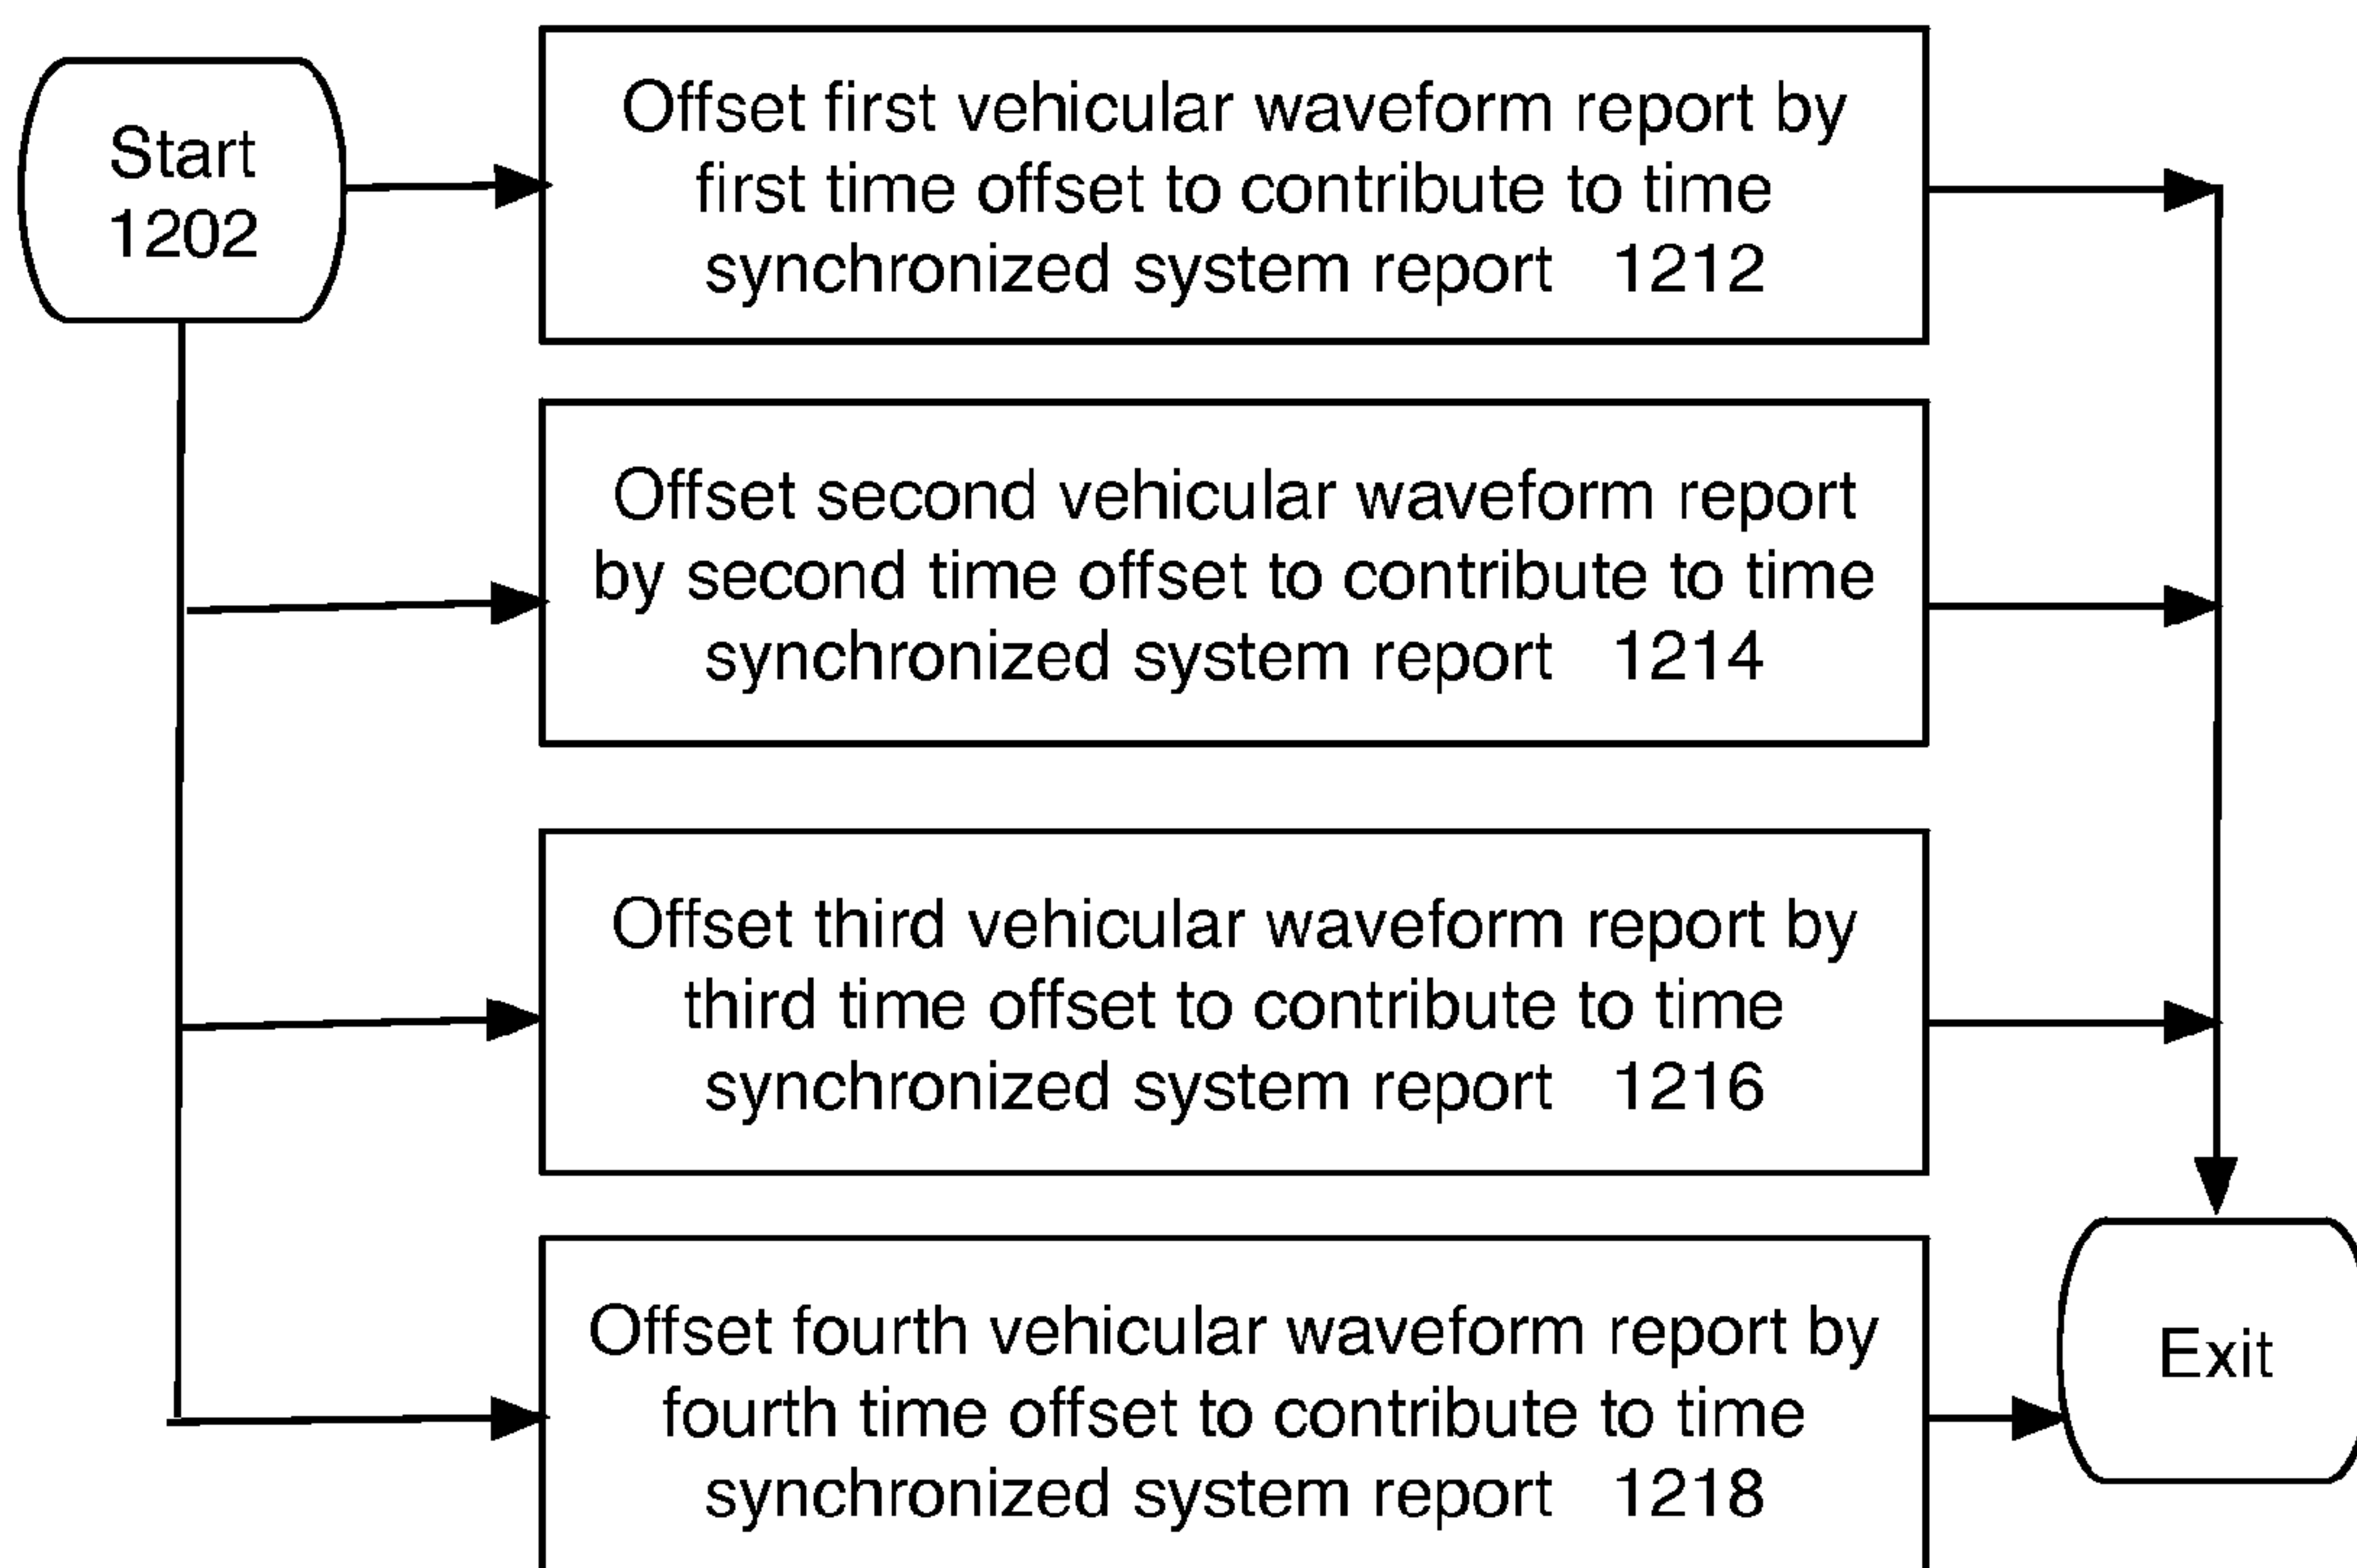 Start
1202
Offset first vehicular waveform report by
first time offset to contribute to time
synchronized system report 1212
Offset second vehicular waveform report
by second time offset to contribute to time
synchronized system report 1214
Offset third vehicular waveform report by
third time offset to contribute to time
synchronized system report 1216
Offset fourth vehicular waveform report by
fourth time offset to contribute to time
synchronized system report 1218
Exit